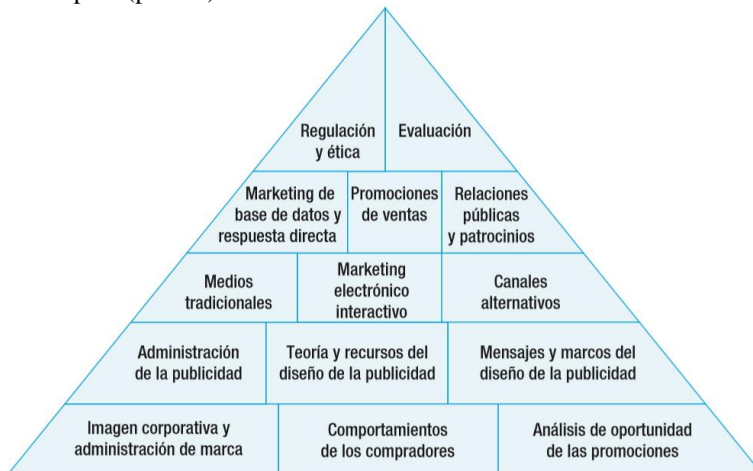 Regulación
y ética
Evaluación
Marketing de
base de datos y
respuesta directa
Promociones
de ventas
Relaciones
públicas
y patrocinios
Medios
tradicionales
Marketing
electrónico
interactivo
Canales
alternativos
Administración
de la publicidad
Teoría y recursos del
diseño de la publicidad
Mensajes y marcos del
diseño de la publicidad
Imagen corporativa y
administración de marca
Comportamientos
de los compradores
Análisis de oportunidad
de las promociones